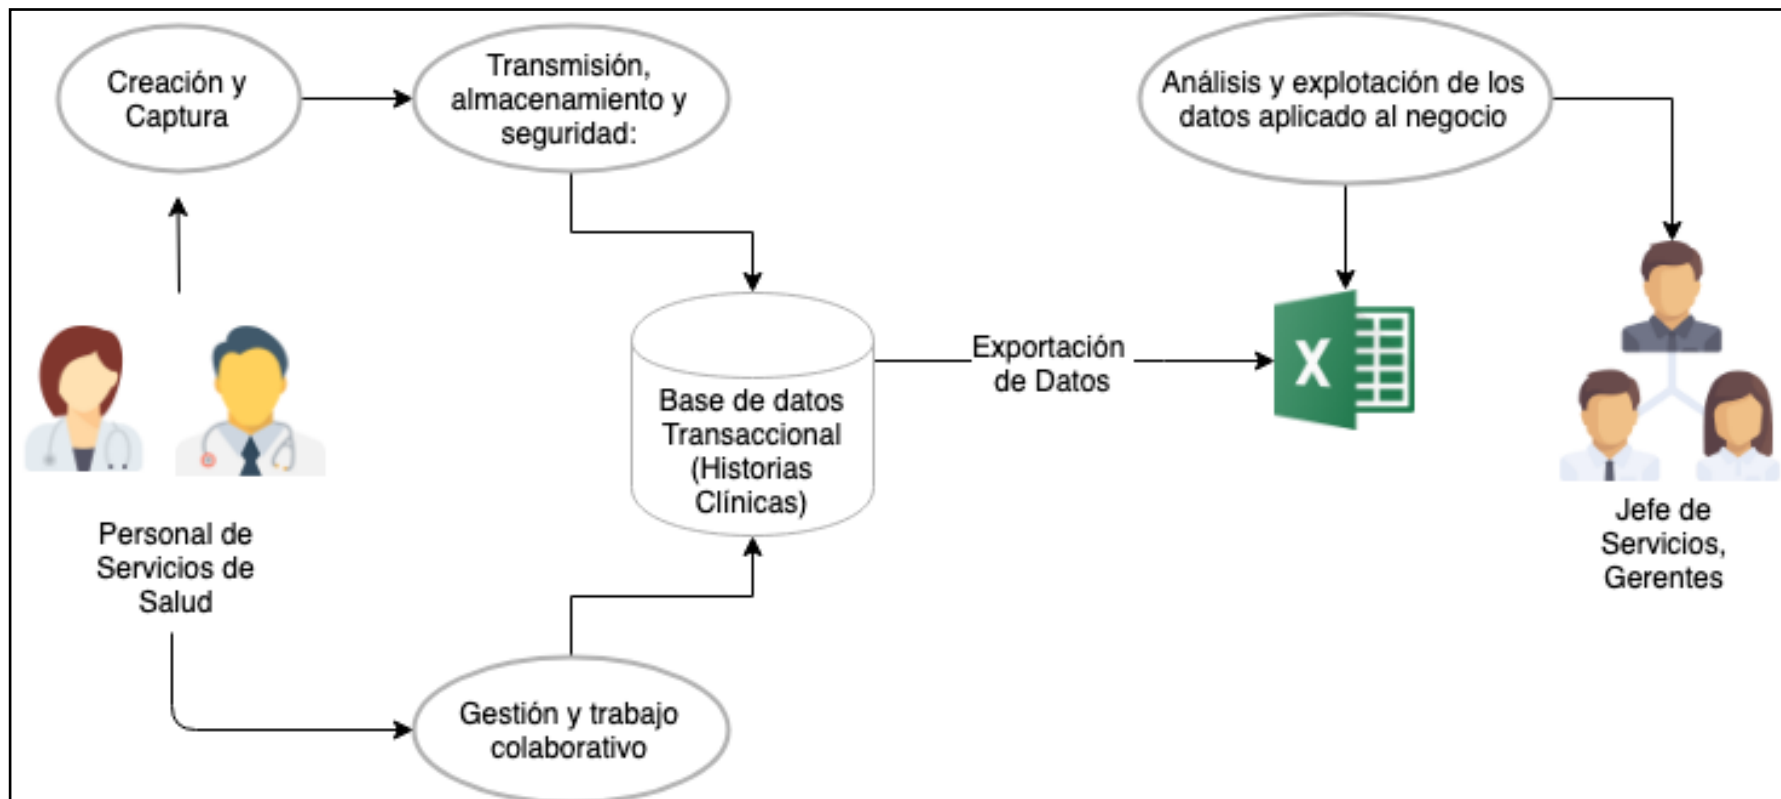 Creación y
Captura
Transmisión,
almacenamiento y
seguridad:
Análisis y explotación de los
datos aplicado al negocio
Exportación
de Datos
X
Base de datos
Transaccional
(Historias
Clínicas)
Personal de
Servicios de
Salud
Jefe de
Servicios,
Gerentes
Gestión y trabajo
colaborativo